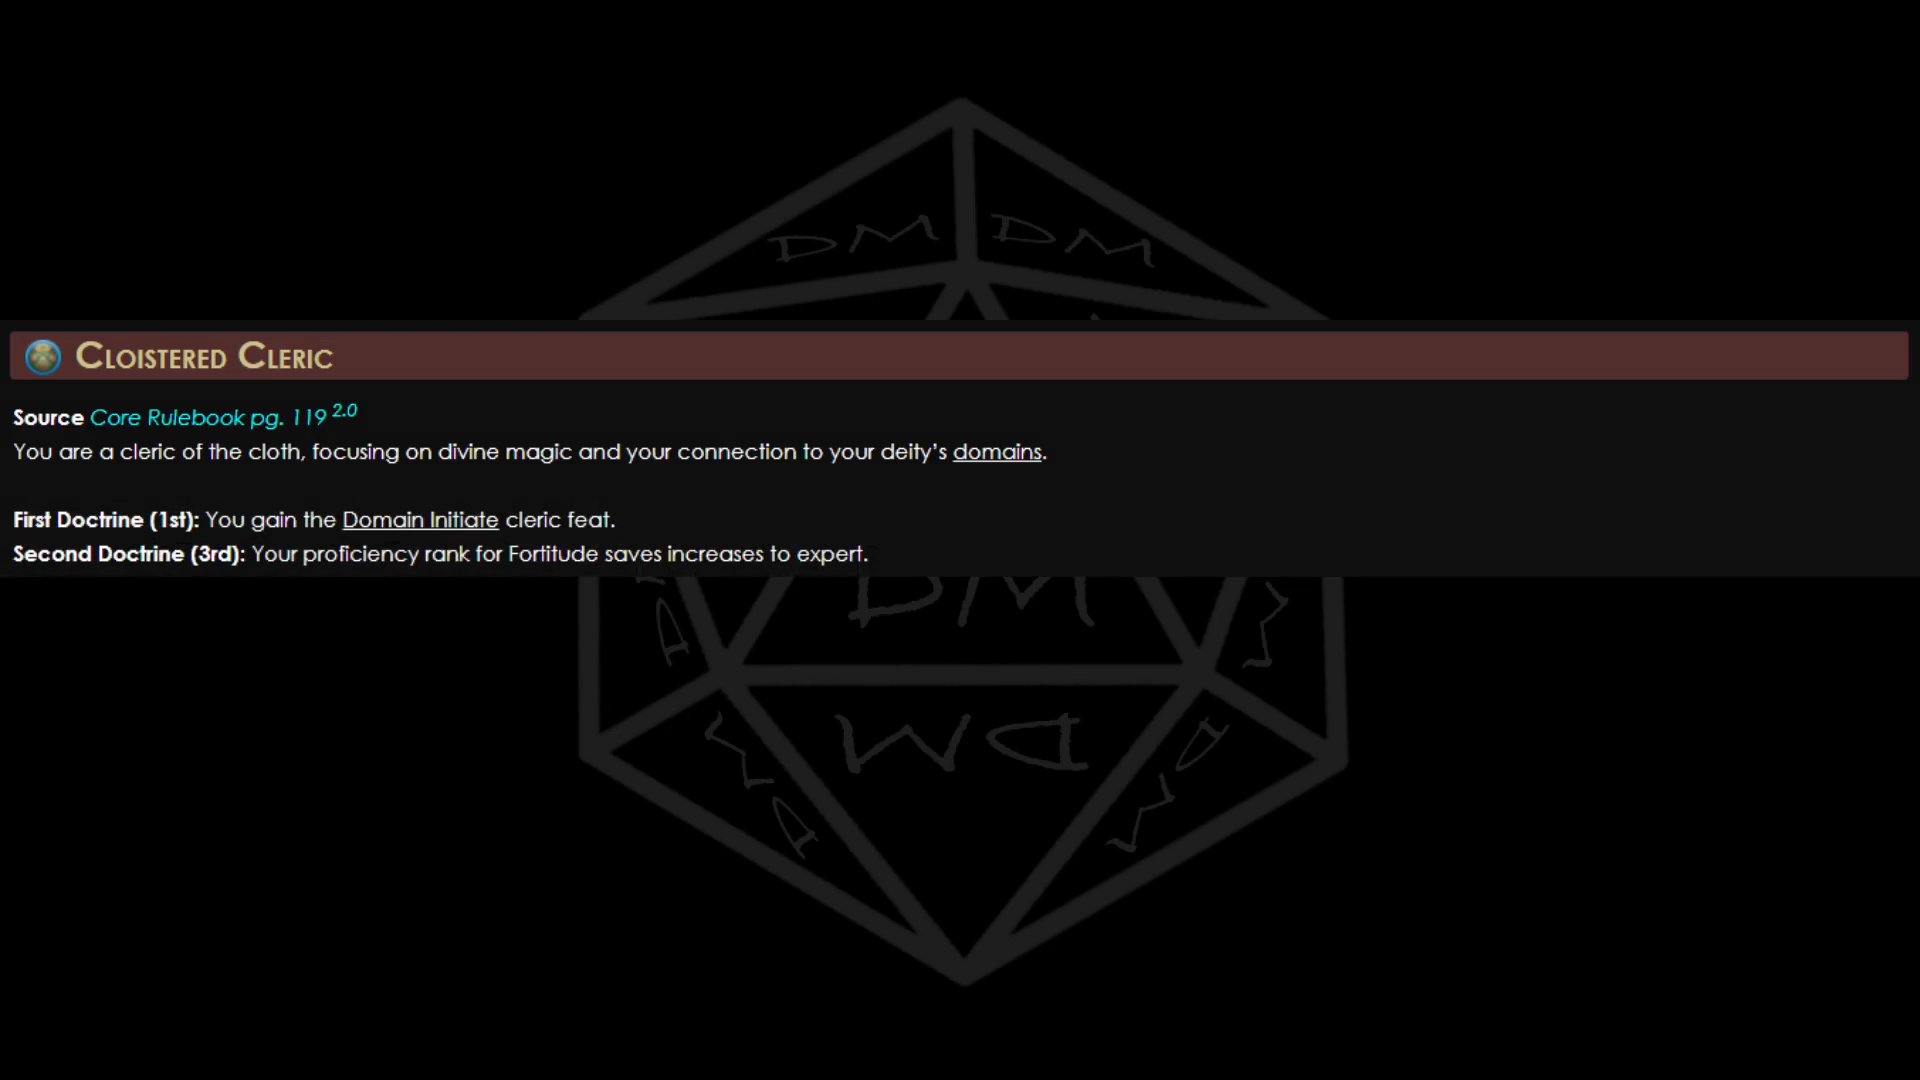 DM DM
CLOISTERED CLERIC
Source Core Rulebook pg. 119 2.0
You are a cleric of the cloth, focusing on divine magic and your connection to your deity's domains.
First Doctrine (1st): You gain the Domain Initiate cleric feat.
Second Doctrine (3rd): Your proficiency rank for Fortitude saves increases to expert.
DM
DM
DM